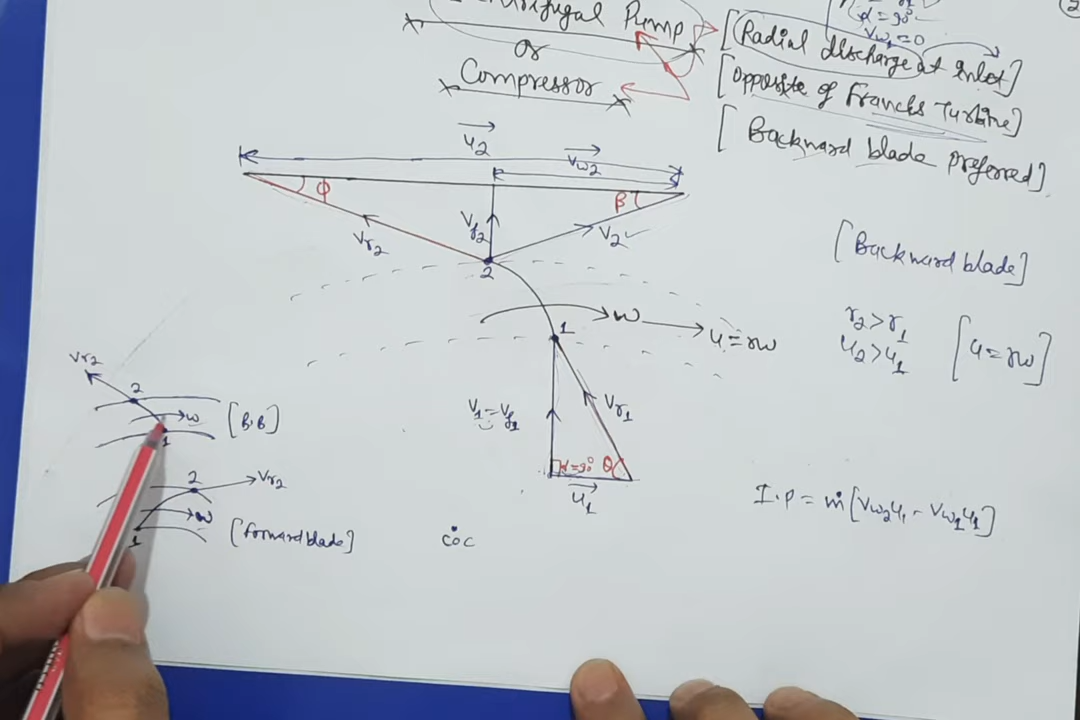 Centrifugal Pump
or
Compressor
α = 90°
Vw1 = 0
[Radial discharge at Inlet]
[Opposite of Francis Turbine]
[Backward blade preferred]
u2
Vw2
ϕ
β
Vr2
Vf2
V2
2
[Backward blade]
r2 > r1
u2 > u1
[u = rω]
ω
u = rω
1
V1 = Vf1
Vr1
α = 90°
θ
u1
Vr2
2
ω
1
[B.B]
2
Vr2
ω
1
[forward blade]
I.P = ṁ[Vw2u1 - Vw1u1]